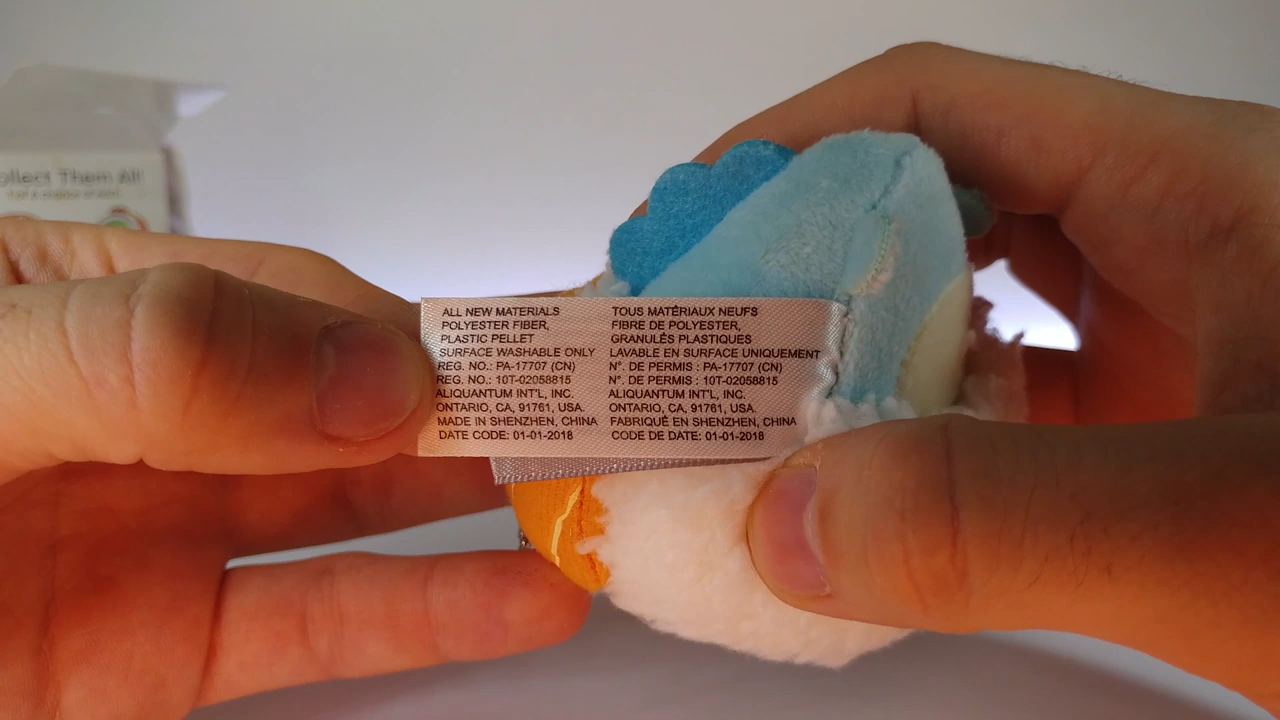 ollect Them All!
ALL NEW MATERIALS
POLYESTER FIBER,
PLASTIC PELLET
SURFACE WASHABLE ONLY
REG. NO.: PA-17707 (CN)
REG. NO.: 10T-02058815
ALIQUANTUM INT'L, INC.
ONTARIO, CA, 91761, USA.
MADE IN SHENZHEN, CHINA
DATE CODE: 01-01-2018
TOUS MATÉRIAUX NEUFS
FIBRE DE POLYESTER,
GRANULÉS PLASTIQUES
LAVABLE EN SURFACE UNIQUEMENT
N°. DE PERMIS : PA-17707 (CN)
N°. DE PERMIS : 10T-02058815
ALIQUANTUM INT'L, INC.
ONTARIO, CA, 91761, USA.
FABRIQUÉ EN SHENZHEN, CHINA
CODE DE DATE: 01-01-2018